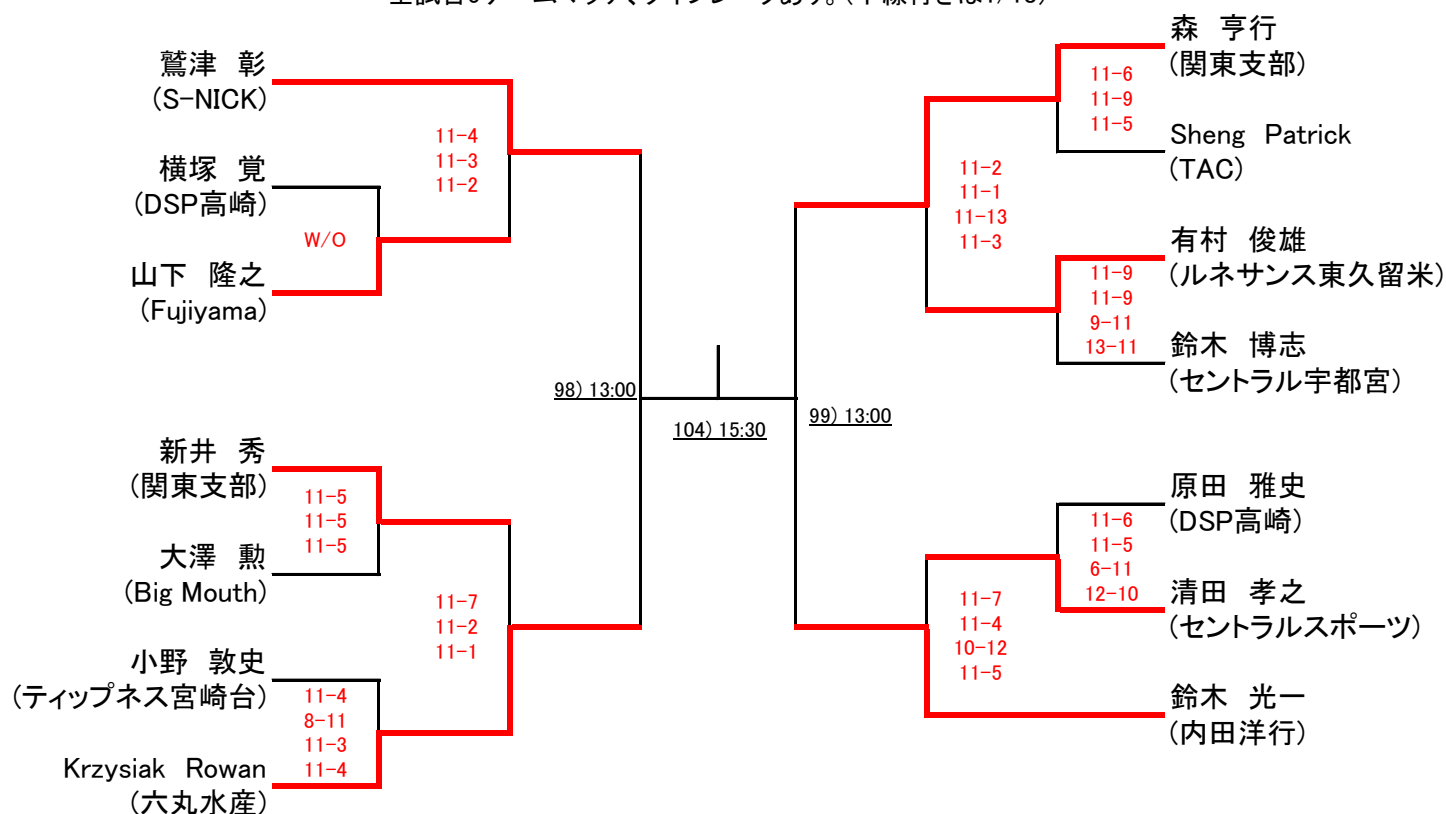 鷲津 彰
(S-NICK)
横塚 覚
(DSP高崎)
山下 隆之
(Fujiyama)
W/O
11-4
11-3
11-2
新井 秀
(関東支部)
大澤 勲
(Big Mouth)
11-5
11-5
11-5
小野 敦史
(ティップネス宮崎台)
Krzysiak Rowan
(六丸水産)
11-4
8-11
11-3
11-4
11-7
11-2
11-1
98) 13:00
104) 15:30
99) 13:00
森 亨行
(関東支部)
Sheng Patrick
(TAC)
11-6
11-9
11-5
有村 俊雄
(ルネサンス東久留米)
鈴木 博志
(セントラル宇都宮)
11-9
11-9
9-11
13-11
11-2
11-1
11-13
11-3
原田 雅史
(DSP高崎)
清田 孝之
(セントラルスポーツ)
11-6
11-5
6-11
12-10
鈴木 光一
(内田洋行)
11-7
11-4
10-12
11-5